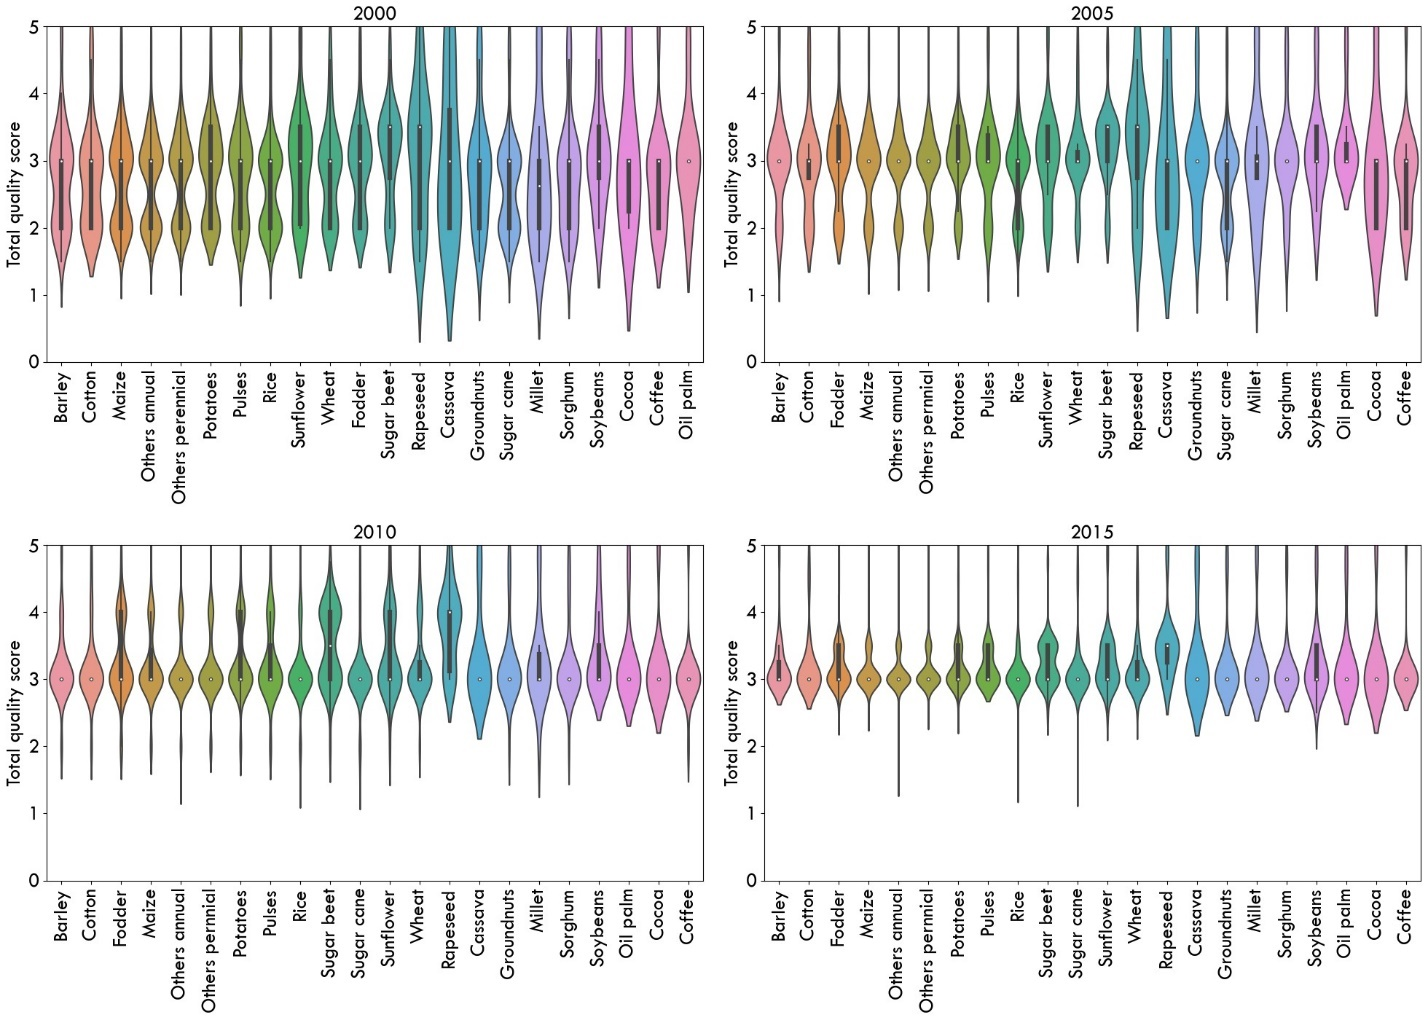 2000
Total quality score
5
4
3
2
1
0
Barley
Cotton
Maize
Others annual
Others perennial
Potatoes
Pulses
Rice
Sunflower
Wheat
Fodder
Sugar beet
Rapeseed
Cassava
Groundnuts
Sugar cane
Millet
Sorghum
Soybeans
Cocoa
Coffee
Oil palm
2005
Total quality score
5
4
3
2
1
0
Barley
Cotton
Fodder
Maize
Others annual
Others pernnial
Potatoes
Pulses
Rice
Sunflower
Wheat
Sugar beet
Rapeseed
Cassava
Groundnuts
Sugar cane
Millet
Sorghum
Soybeans
Oil palm
Cocoa
Coffee
2010
Total quality score
5
4
3
2
1
0
Barley
Cotton
Fodder
Maize
Others annual
Others pernnial
Potatoes
Pulses
Rice
Sugar beet
Sugar cane
Sunflower
Wheat
Rapeseed
Cassava
Groundnuts
Millet
Sorghum
Soybeans
Oil palm
Cocoa
Coffee
2015
Total quality score
5
4
3
2
1
0
Barley
Cotton
Fodder
Maize
Others annual
Others pernnial
Potatoes
Pulses
Rice
Sugar beet
Sugar cane
Sunflower
Wheat
Rapeseed
Cassava
Groundnuts
Millet
Sorghum
Soybeans
Oil palm
Cocoa
Coffee